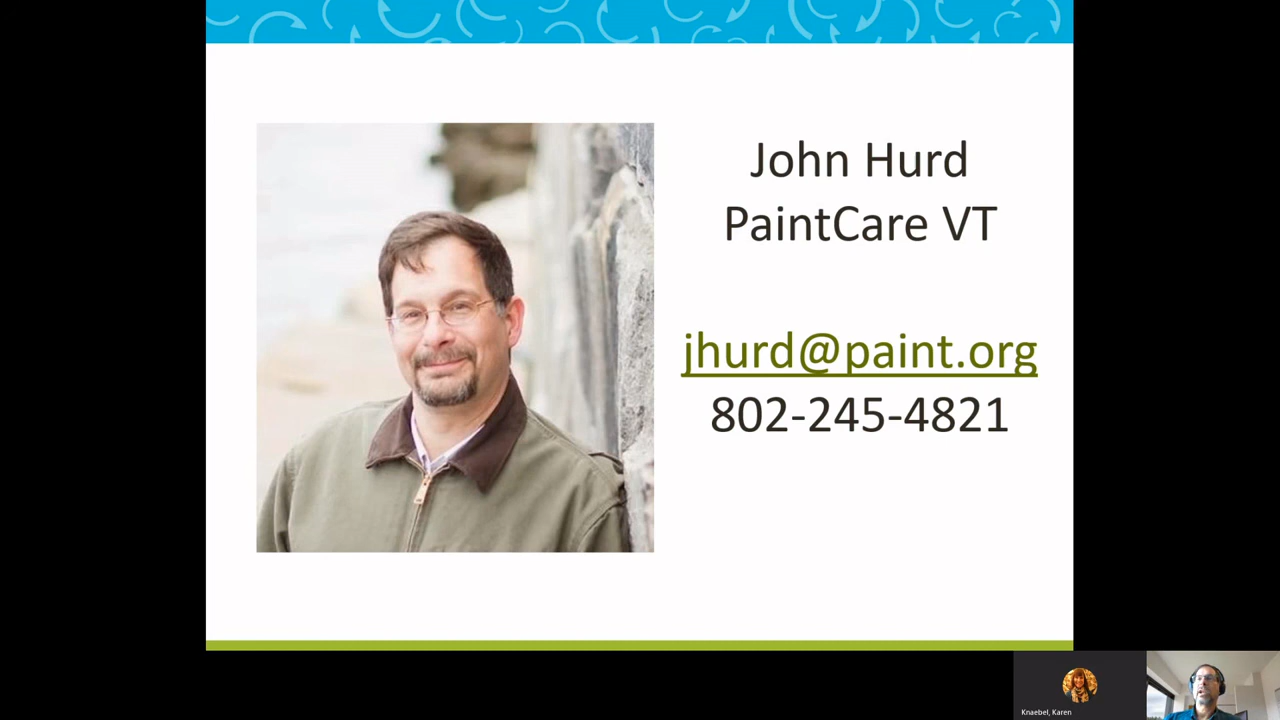 John Hurd
PaintCare VT
jhurd@paint.org
802-245-4821
Knaebel, Karen